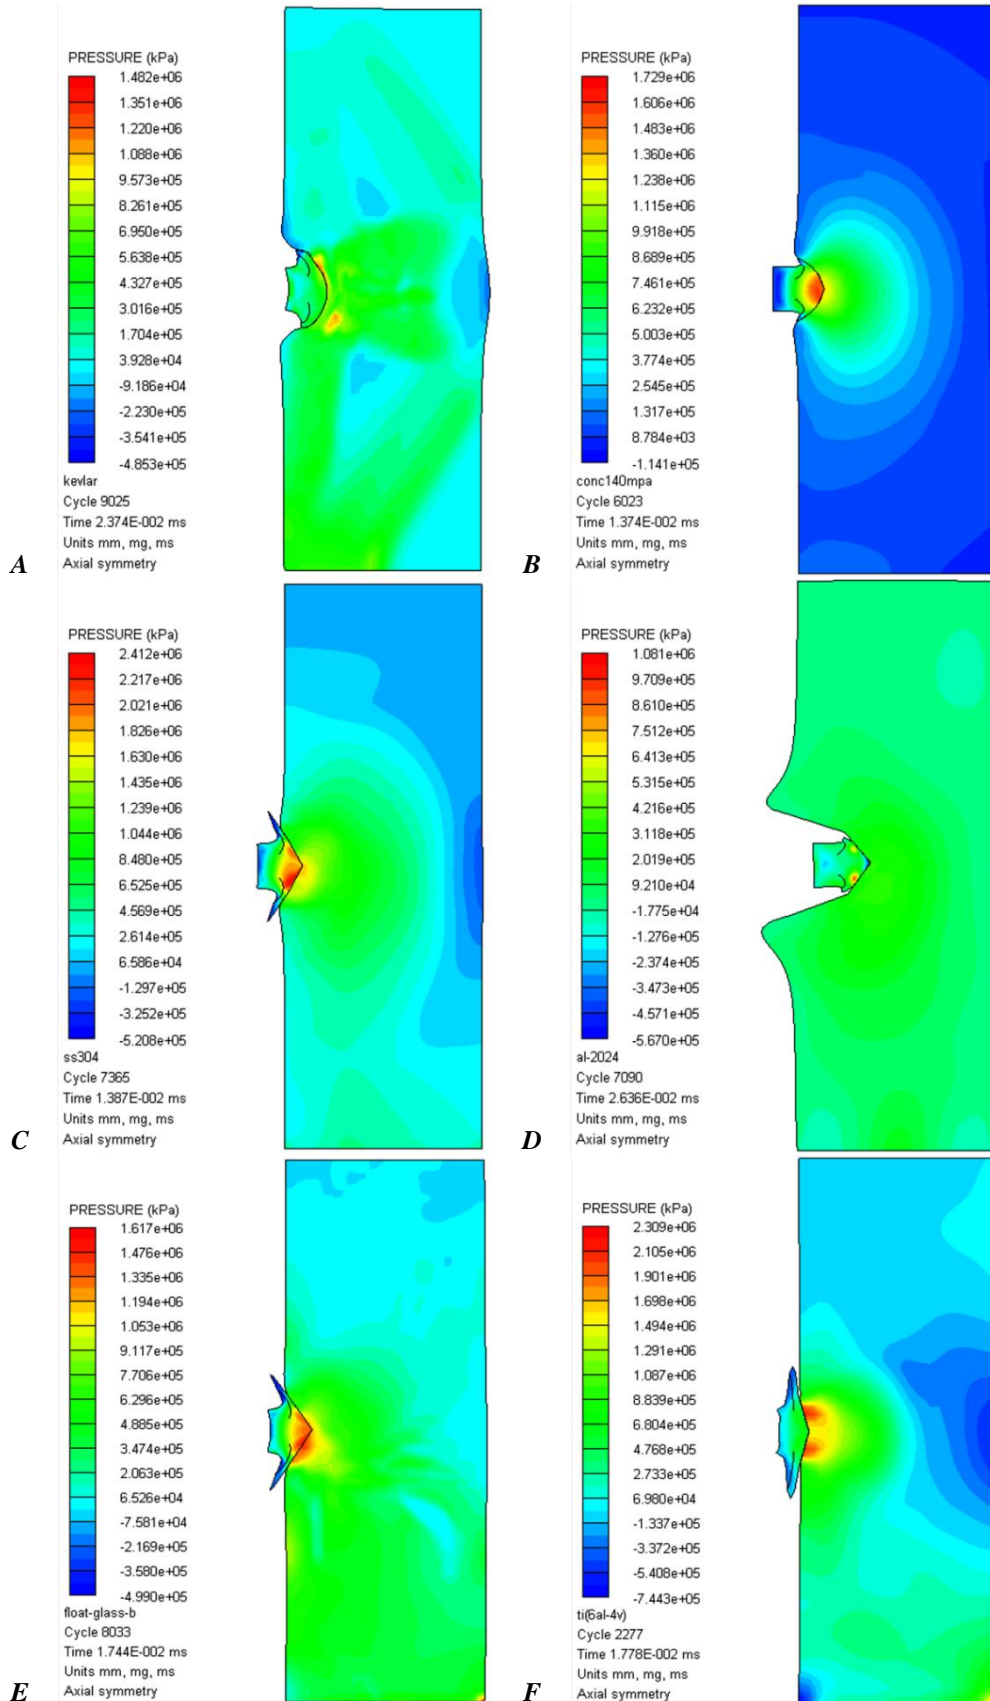 PRESSURE (kPa)
1.482e+06
1.351e+06
1.220e+06
1.088e+06
9.573e+05
8.261e+05
6.950e+05
5.638e+05
4.327e+05
3.016e+05
1.704e+05
3.928e+04
-9.186e+04
-2.230e+05
-3.541e+05
-4.853e+05
kevlar
Cycle 9025
Time 2.374E-002 ms
Units mm, mg, ms
Axial symmetry
A
PRESSURE (kPa)
1.729e+06
1.606e+06
1.483e+06
1.360e+06
1.238e+06
1.115e+06
9.918e+05
8.689e+05
7.461e+05
6.232e+05
5.003e+05
3.774e+05
2.545e+05
1.317e+05
8.784e+03
-1.141e+05
conc140mpa
Cycle 6023
Time 1.374E-002 ms
Units mm, mg, ms
Axial symmetry
B
PRESSURE (kPa)
2.412e+06
2.217e+06
2.021e+06
1.826e+06
1.630e+06
1.435e+06
1.239e+06
1.044e+06
8.480e+05
6.525e+05
4.569e+05
2.614e+05
6.586e+04
-1.297e+05
-3.252e+05
-5.208e+05
ss304
Cycle 7365
Time 1.387E-002 ms
Units mm, mg, ms
Axial symmetry
C
PRESSURE (kPa)
1.081e+06
9.709e+05
8.610e+05
7.512e+05
6.413e+05
5.315e+05
4.216e+05
3.118e+05
2.019e+05
9.210e+04
-1.775e+04
-1.276e+05
-2.374e+05
-3.473e+05
-4.571e+05
-5.670e+05
al-2024
Cycle 7090
Time 2.636E-002 ms
Units mm, mg, ms
Axial symmetry
D
PRESSURE (kPa)
1.617e+06
1.476e+06
1.335e+06
1.194e+06
1.053e+06
9.117e+05
7.706e+05
6.296e+05
4.885e+05
3.474e+05
2.063e+05
6.526e+04
-7.581e+04
-2.169e+05
-3.580e+05
-4.990e+05
float-glass-b
Cycle 8033
Time 1.744E-002 ms
Units mm, mg, ms
Axial symmetry
E
PRESSURE (kPa)
2.309e+06
2.105e+06
1.901e+06
1.698e+06
1.494e+06
1.291e+06
1.087e+06
8.839e+05
6.804e+05
4.768e+05
2.733e+05
6.980e+04
-1.337e+05
-3.372e+05
-5.408e+05
-7.443e+05
ti(6al-4v)
Cycle 2277
Time 1.778E-002 ms
Units mm, mg, ms
Axial symmetry
F